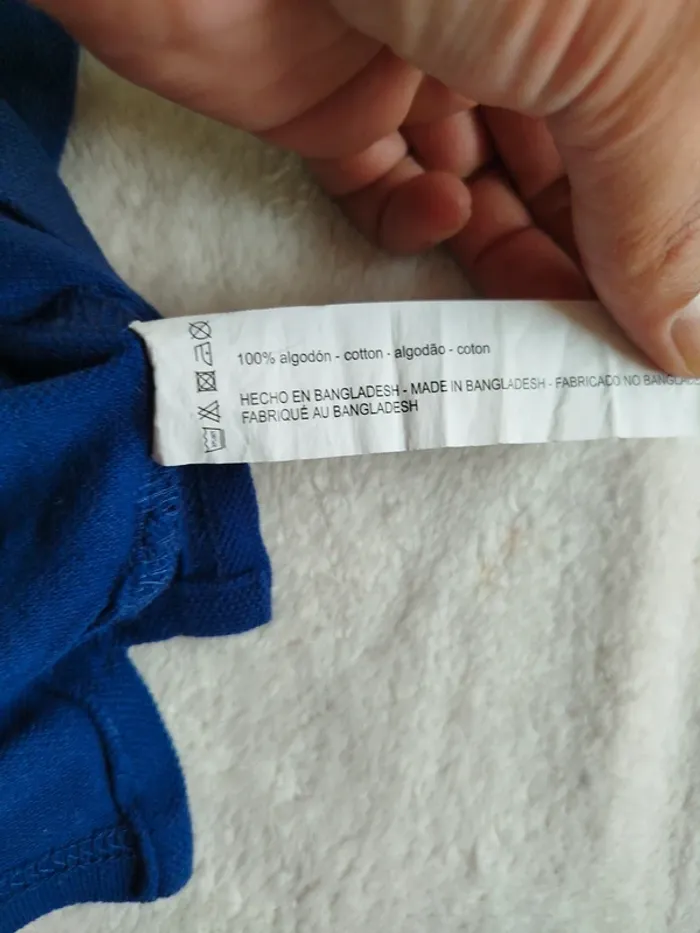 100% algodón - cotton - algodão - coton
HECHO EN BANGLADESH - MADE IN BANGLADESH - FABRICADO NO
FABRIQUÉ AU BANGLADESH